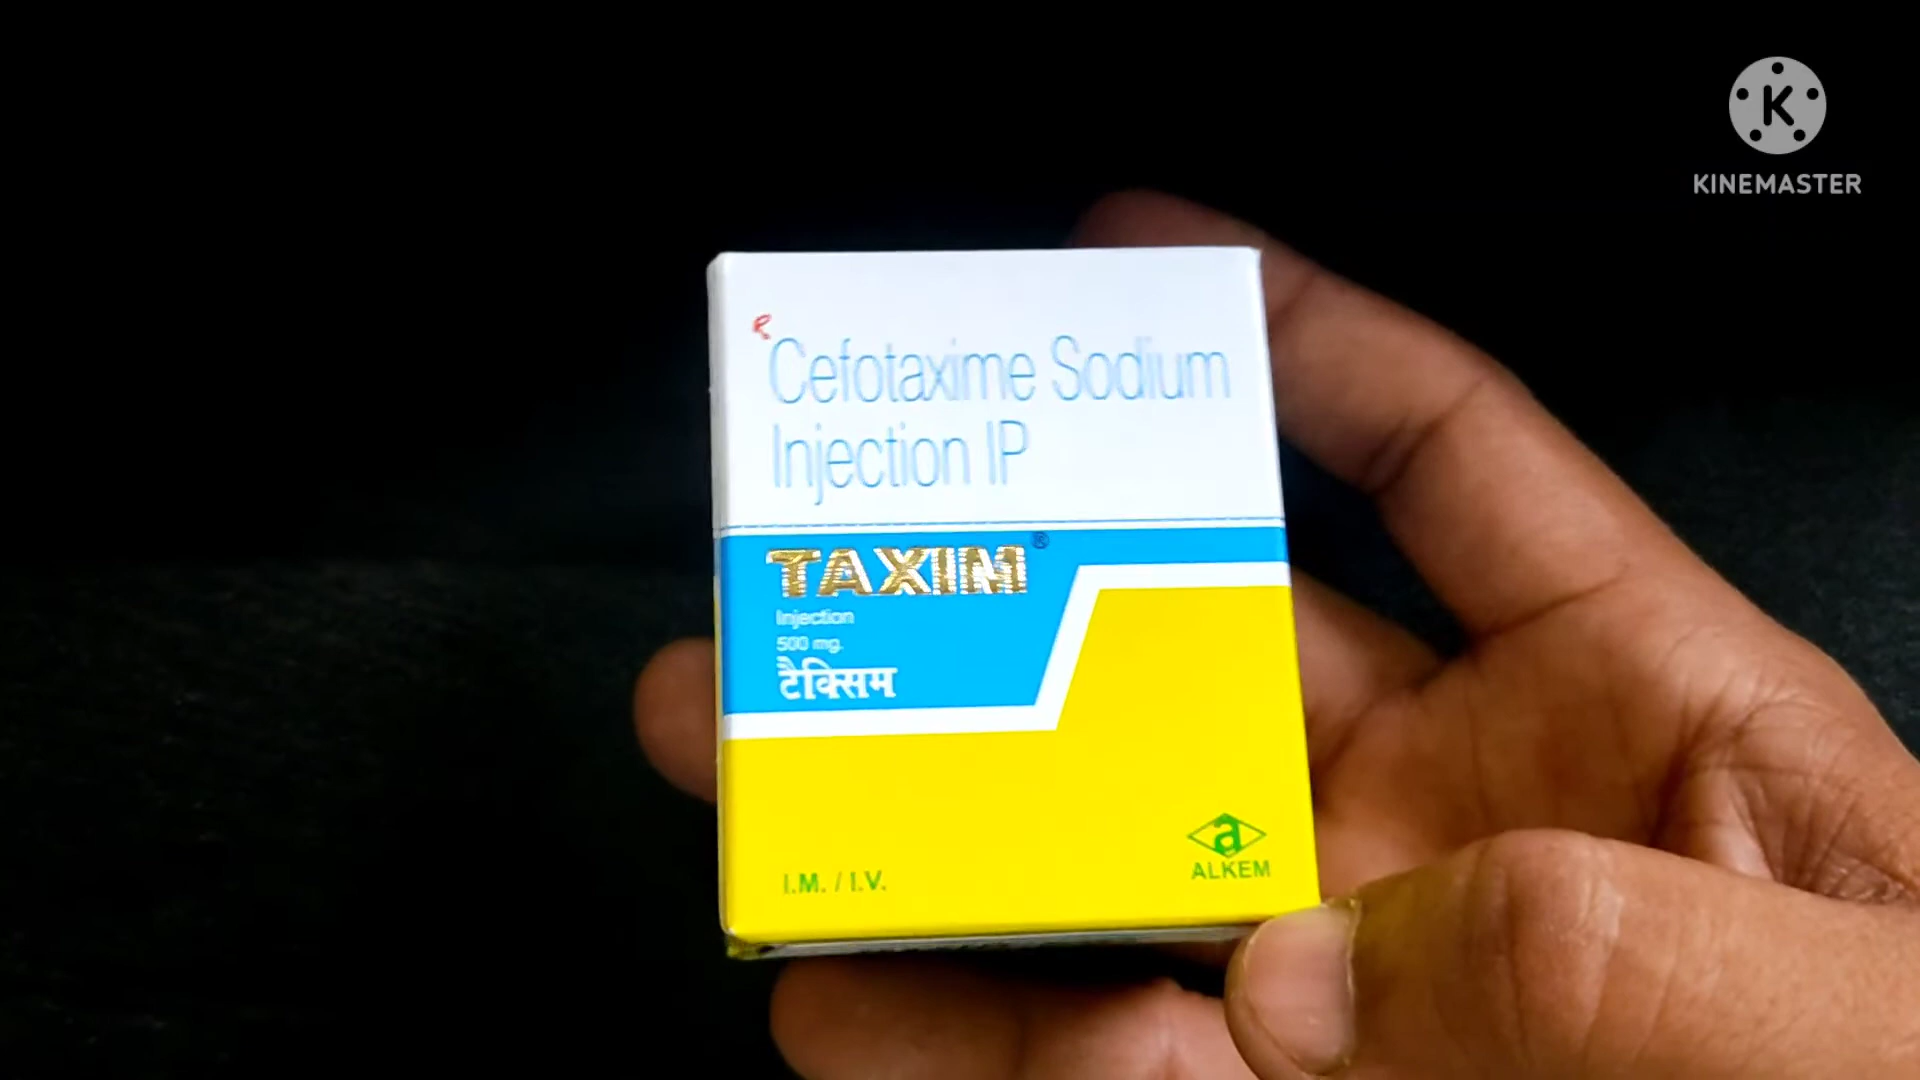 KINEMASTER
Cefotaxime Sodium
Injection IP
TAXIM®
Injection
500 mg.
टैक्सिम
I.M. / I.V.
ALKEM